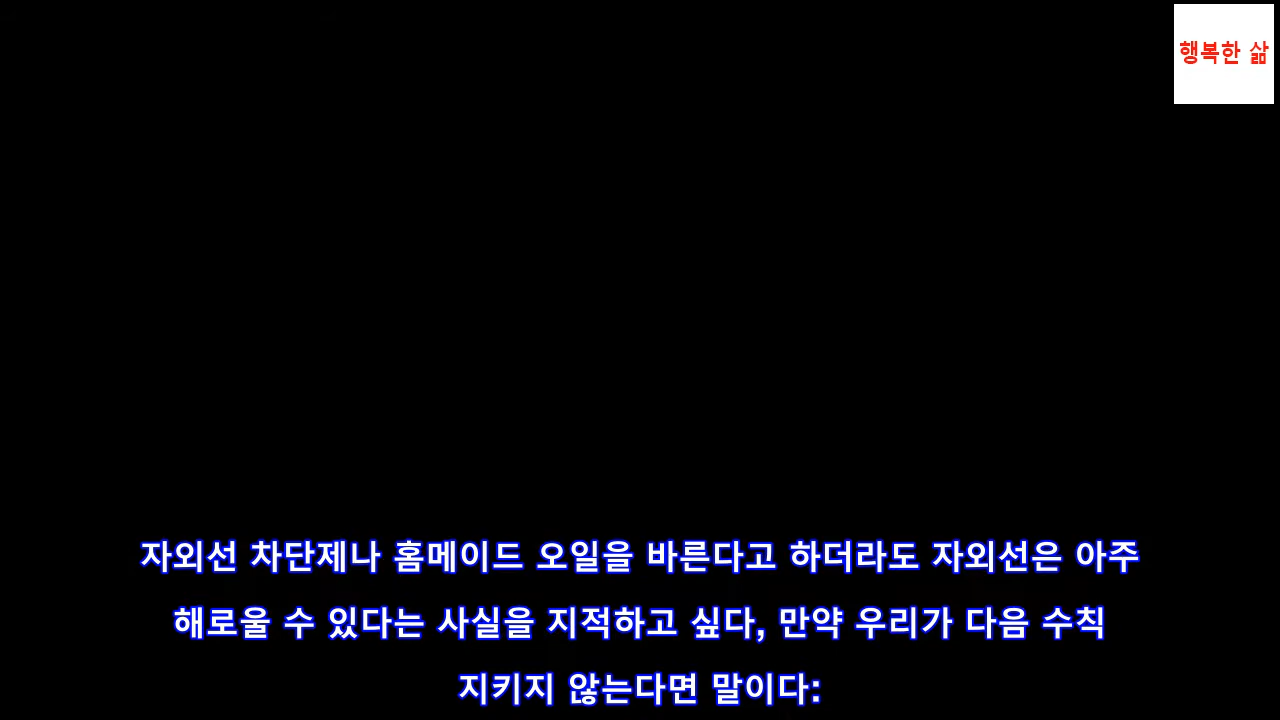 행복한 삶
자외선 차단제나 홈메이드 오일을 바른다고 하더라도 자외선은 아주
해로울 수 있다는 사실을 지적하고 싶다, 만약 우리가 다음 수칙
지키지 않는다면 말이다: